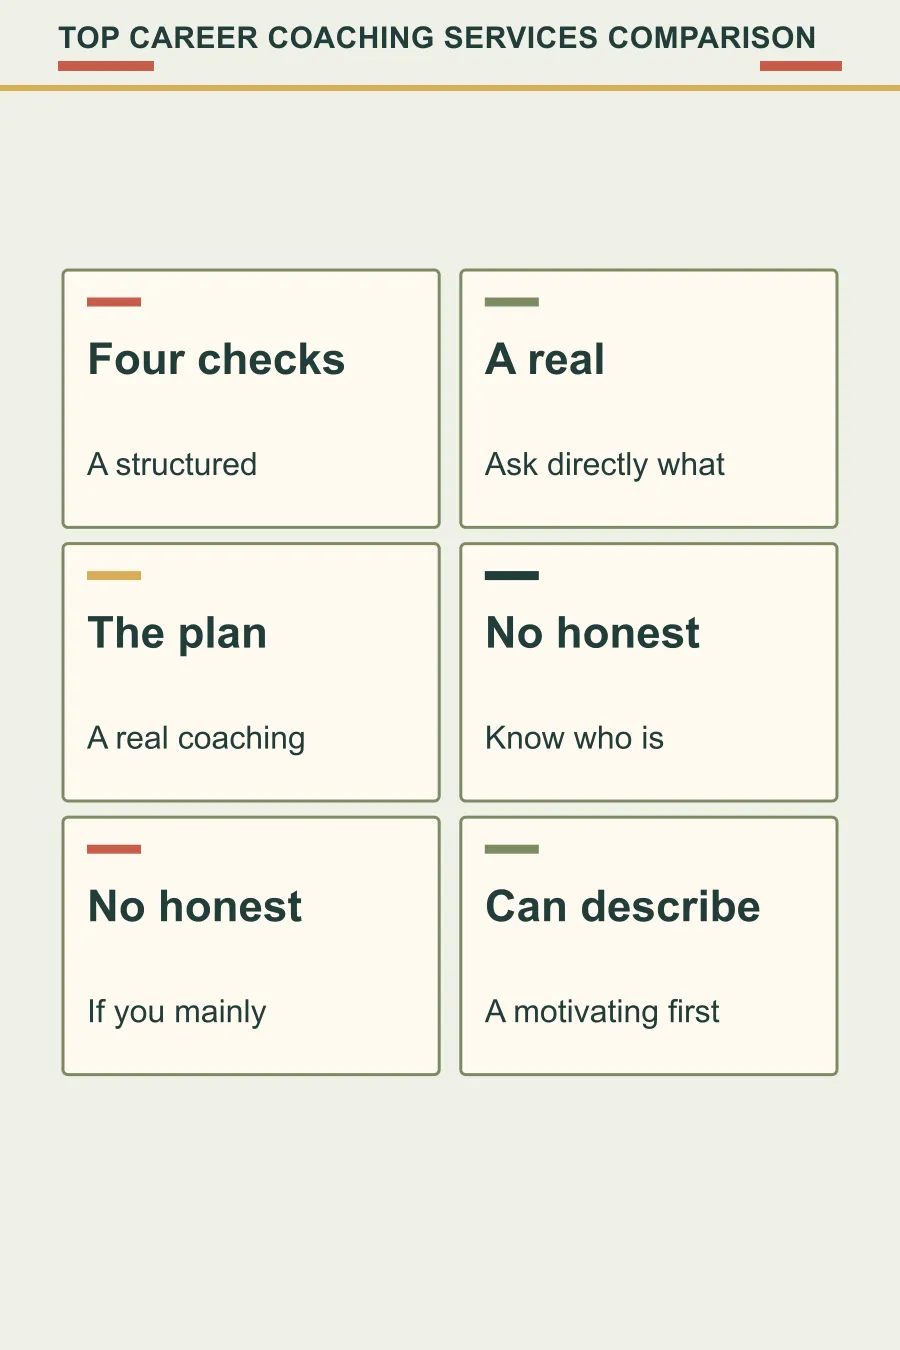 TOP CAREER COACHING SERVICES COMPARISON
Four checks
A structured
A real
Ask directly what
The plan
A real coaching
No honest
Know who is
No honest
If you mainly
Can describe
A motivating first